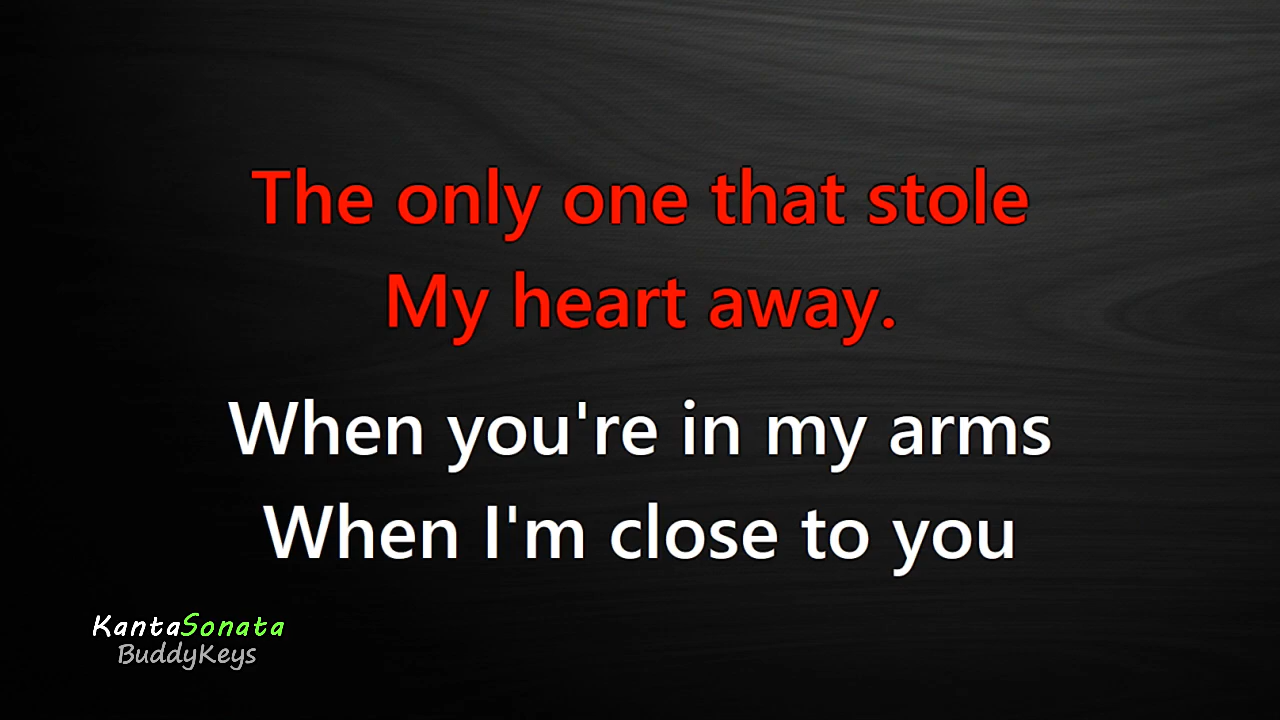 The only one that stole
My heart away.
When you're in my arms
When I'm close to you
KantaSonata
BuddyKeys